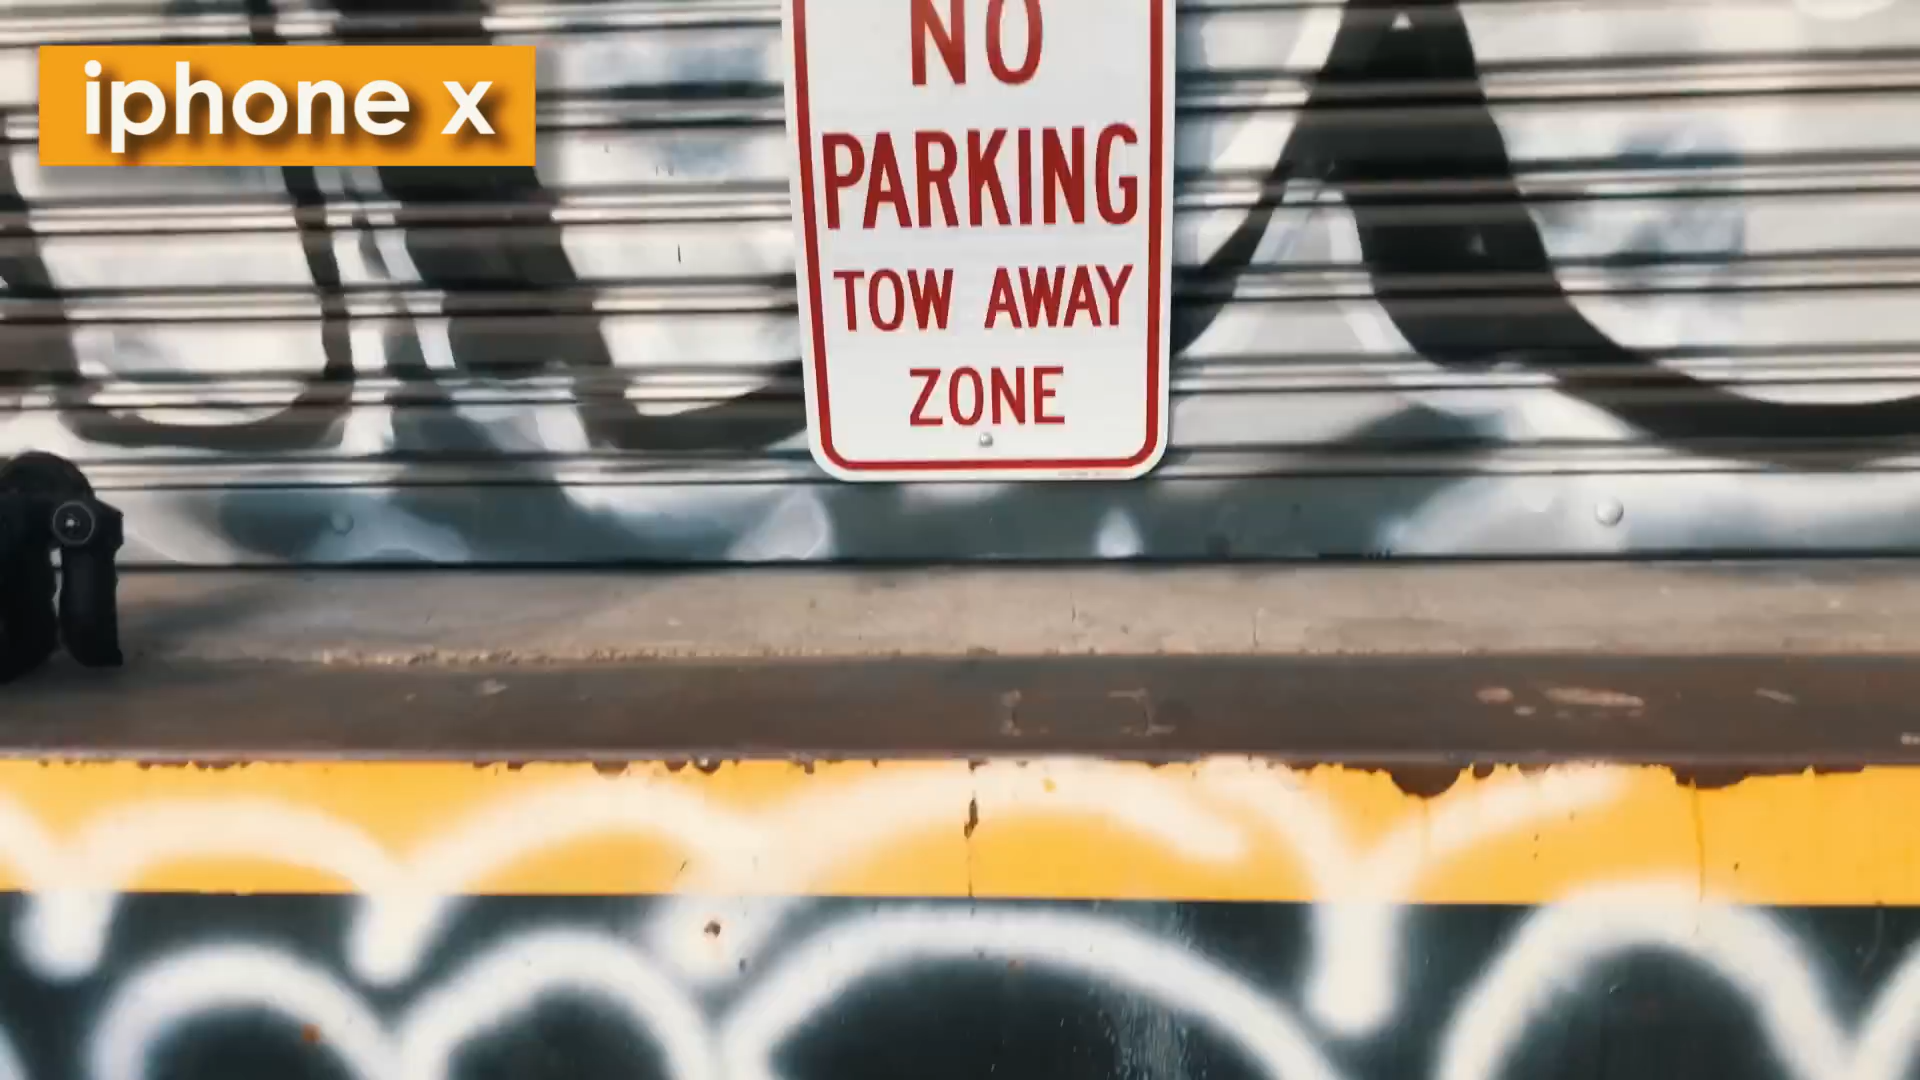 iphone x
NO
PARKING
TOW AWAY
ZONE